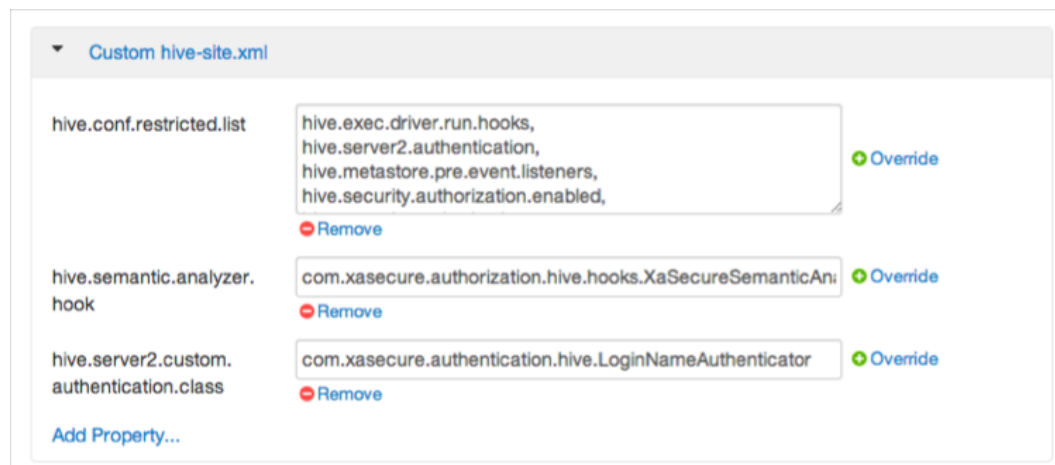 Custom hive-site.xml
hive.conf.restricted.list
hive.exec.driver.run.hooks,
hive.server2.authentication,
hive.metastore.pre.event.listeners,
hive.security.authorization.enabled,
Override
Remove
hive.semantic.analyzer.
hook
com.xasecure.authorization.hive.hooks.XaSecureSemanticAn
Override
Remove
hive.server2.custom.
authentication.class
com.xasecure.authentication.hive.LoginNameAuthenticator
Override
Remove
Add Property...